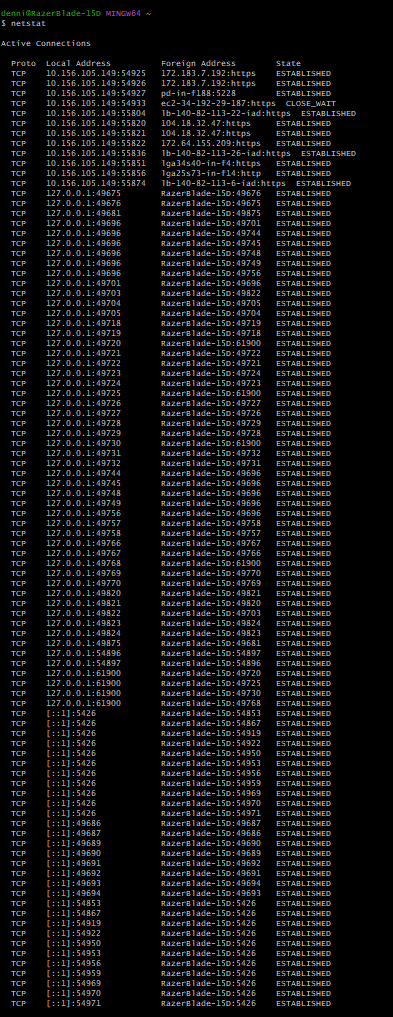 denni@RazerBlade-15D MINGW64 ~
$ netstat
Active Connections
Proto Local Address Foreign Address State
TCP 10.156.105.149:54925 172.183.7.192:https ESTABLISHED
TCP 10.156.105.149:54926 172.183.7.192:https ESTABLISHED
TCP 10.156.105.149:54927 pd-in-f188:5228 ESTABLISHED
TCP 10.156.105.149:54933 ec2-34-192-29-187:https CLOSE_WAIT
TCP 10.156.105.149:55804 lb-140-82-113-22-iad:https ESTABLISHED
TCP 10.156.105.149:55820 104.18.32.47:https ESTABLISHED
TCP 10.156.105.149:55821 104.18.32.47:https ESTABLISHED
TCP 10.156.105.149:55822 172.64.155.209:https ESTABLISHED
TCP 10.156.105.149:55836 lb-140-82-113-26-iad:https ESTABLISHED
TCP 10.156.105.149:55851 lga34s40-in-f4:https ESTABLISHED
TCP 10.156.105.149:55856 lga25s73-in-f14:http ESTABLISHED
TCP 10.156.105.149:55874 lb-140-82-113-6-iad:https ESTABLISHED
TCP 127.0.0.1:49675 RazerBlade-15D:49676 ESTABLISHED
TCP 127.0.0.1:49676 RazerBlade-15D:49675 ESTABLISHED
TCP 127.0.0.1:49681 RazerBlade-15D:49875 ESTABLISHED
TCP 127.0.0.1:49696 RazerBlade-15D:49701 ESTABLISHED
TCP 127.0.0.1:49696 RazerBlade-15D:49744 ESTABLISHED
TCP 127.0.0.1:49696 RazerBlade-15D:49745 ESTABLISHED
TCP 127.0.0.1:49696 RazerBlade-15D:49748 ESTABLISHED
TCP 127.0.0.1:49696 RazerBlade-15D:49749 ESTABLISHED
TCP 127.0.0.1:49696 RazerBlade-15D:49756 ESTABLISHED
TCP 127.0.0.1:49701 RazerBlade-15D:49696 ESTABLISHED
TCP 127.0.0.1:49703 RazerBlade-15D:49822 ESTABLISHED
TCP 127.0.0.1:49704 RazerBlade-15D:49705 ESTABLISHED
TCP 127.0.0.1:49705 RazerBlade-15D:49704 ESTABLISHED
TCP 127.0.0.1:49718 RazerBlade-15D:49719 ESTABLISHED
TCP 127.0.0.1:49719 RazerBlade-15D:49718 ESTABLISHED
TCP 127.0.0.1:49720 RazerBlade-15D:61900 ESTABLISHED
TCP 127.0.0.1:49721 RazerBlade-15D:49722 ESTABLISHED
TCP 127.0.0.1:49722 RazerBlade-15D:49721 ESTABLISHED
TCP 127.0.0.1:49723 RazerBlade-15D:49724 ESTABLISHED
TCP 127.0.0.1:49724 RazerBlade-15D:49723 ESTABLISHED
TCP 127.0.0.1:49725 RazerBlade-15D:61900 ESTABLISHED
TCP 127.0.0.1:49726 RazerBlade-15D:49727 ESTABLISHED
TCP 127.0.0.1:49727 RazerBlade-15D:49726 ESTABLISHED
TCP 127.0.0.1:49728 RazerBlade-15D:49729 ESTABLISHED
TCP 127.0.0.1:49729 RazerBlade-15D:49728 ESTABLISHED
TCP 127.0.0.1:49730 RazerBlade-15D:61900 ESTABLISHED
TCP 127.0.0.1:49731 RazerBlade-15D:49732 ESTABLISHED
TCP 127.0.0.1:49732 RazerBlade-15D:49731 ESTABLISHED
TCP 127.0.0.1:49744 RazerBlade-15D:49696 ESTABLISHED
TCP 127.0.0.1:49745 RazerBlade-15D:49696 ESTABLISHED
TCP 127.0.0.1:49748 RazerBlade-15D:49696 ESTABLISHED
TCP 127.0.0.1:49749 RazerBlade-15D:49696 ESTABLISHED
TCP 127.0.0.1:49756 RazerBlade-15D:49696 ESTABLISHED
TCP 127.0.0.1:49757 RazerBlade-15D:49758 ESTABLISHED
TCP 127.0.0.1:49758 RazerBlade-15D:49757 ESTABLISHED
TCP 127.0.0.1:49766 RazerBlade-15D:49767 ESTABLISHED
TCP 127.0.0.1:49767 RazerBlade-15D:49766 ESTABLISHED
TCP 127.0.0.1:49768 RazerBlade-15D:61900 ESTABLISHED
TCP 127.0.0.1:49769 RazerBlade-15D:49770 ESTABLISHED
TCP 127.0.0.1:49770 RazerBlade-15D:49769 ESTABLISHED
TCP 127.0.0.1:49820 RazerBlade-15D:49821 ESTABLISHED
TCP 127.0.0.1:49821 RazerBlade-15D:49820 ESTABLISHED
TCP 127.0.0.1:49822 RazerBlade-15D:49703 ESTABLISHED
TCP 127.0.0.1:49823 RazerBlade-15D:49824 ESTABLISHED
TCP 127.0.0.1:49824 RazerBlade-15D:49823 ESTABLISHED
TCP 127.0.0.1:49875 RazerBlade-15D:49681 ESTABLISHED
TCP 127.0.0.1:54896 RazerBlade-15D:54897 ESTABLISHED
TCP 127.0.0.1:54897 RazerBlade-15D:54896 ESTABLISHED
TCP 127.0.0.1:61900 RazerBlade-15D:49720 ESTABLISHED
TCP 127.0.0.1:61900 RazerBlade-15D:49725 ESTABLISHED
TCP 127.0.0.1:61900 RazerBlade-15D:49730 ESTABLISHED
TCP 127.0.0.1:61900 RazerBlade-15D:49768 ESTABLISHED
TCP [::1]:5426 RazerBlade-15D:54853 ESTABLISHED
TCP [::1]:5426 RazerBlade-15D:54867 ESTABLISHED
TCP [::1]:5426 RazerBlade-15D:54919 ESTABLISHED
TCP [::1]:5426 RazerBlade-15D:54922 ESTABLISHED
TCP [::1]:5426 RazerBlade-15D:54950 ESTABLISHED
TCP [::1]:5426 RazerBlade-15D:54953 ESTABLISHED
TCP [::1]:5426 RazerBlade-15D:54956 ESTABLISHED
TCP [::1]:5426 RazerBlade-15D:54959 ESTABLISHED
TCP [::1]:5426 RazerBlade-15D:54969 ESTABLISHED
TCP [::1]:5426 RazerBlade-15D:54970 ESTABLISHED
TCP [::1]:5426 RazerBlade-15D:54971 ESTABLISHED
TCP [::1]:49686 RazerBlade-15D:49687 ESTABLISHED
TCP [::1]:49687 RazerBlade-15D:49686 ESTABLISHED
TCP [::1]:49689 RazerBlade-15D:49690 ESTABLISHED
TCP [::1]:49690 RazerBlade-15D:49689 ESTABLISHED
TCP [::1]:49691 RazerBlade-15D:49692 ESTABLISHED
TCP [::1]:49692 RazerBlade-15D:49691 ESTABLISHED
TCP [::1]:49693 RazerBlade-15D:49694 ESTABLISHED
TCP [::1]:49694 RazerBlade-15D:49693 ESTABLISHED
TCP [::1]:54853 RazerBlade-15D:5426 ESTABLISHED
TCP [::1]:54867 RazerBlade-15D:5426 ESTABLISHED
TCP [::1]:54919 RazerBlade-15D:5426 ESTABLISHED
TCP [::1]:54922 RazerBlade-15D:5426 ESTABLISHED
TCP [::1]:54950 RazerBlade-15D:5426 ESTABLISHED
TCP [::1]:54953 RazerBlade-15D:5426 ESTABLISHED
TCP [::1]:54956 RazerBlade-15D:5426 ESTABLISHED
TCP [::1]:54959 RazerBlade-15D:5426 ESTABLISHED
TCP [::1]:54969 RazerBlade-15D:5426 ESTABLISHED
TCP [::1]:54970 RazerBlade-15D:5426 ESTABLISHED
TCP [::1]:54971 RazerBlade-15D:5426 ESTABLISHED